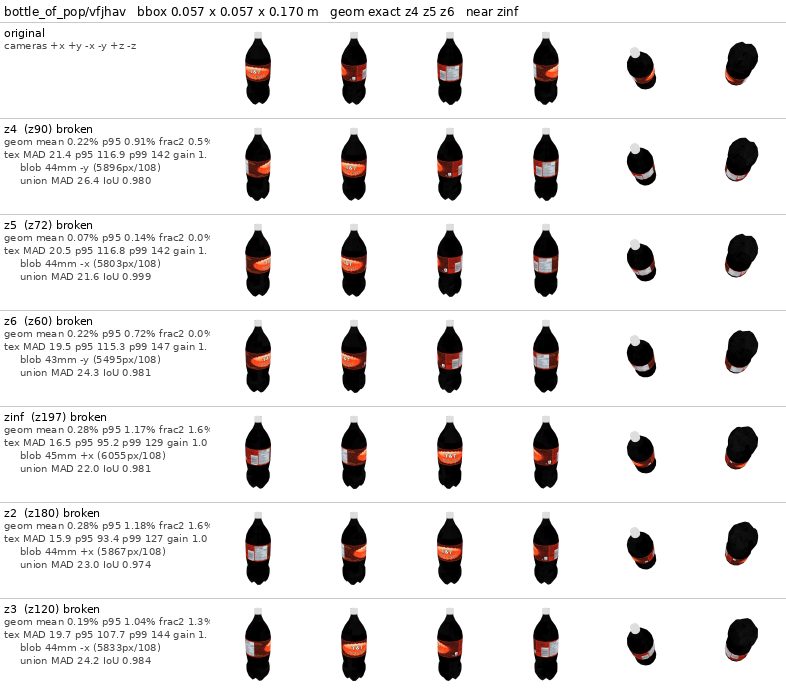 bottle_of_pop/vfjhav   bbox 0.057 x 0.057 x 0.170 m   geom exact z4 z5 z6   near zinf
original
cameras +x +y -x -y +z -z
z4  (z90) broken
geom mean 0.22% p95 0.91% frac2 0.5%
tex MAD 21.4 p95 116.9 p99 142 gain 1.
blob 44mm -y (5896px/108)
union MAD 26.4 IoU 0.980
z5  (z72) broken
geom mean 0.07% p95 0.14% frac2 0.0%
tex MAD 20.5 p95 116.8 p99 142 gain 1.
blob 44mm -x (5803px/108)
union MAD 21.6 IoU 0.999
z6  (z60) broken
geom mean 0.22% p95 0.72% frac2 0.0%
tex MAD 19.5 p95 115.3 p99 147 gain 1.
blob 43mm -y (5495px/108)
union MAD 24.3 IoU 0.981
zinf  (z197) broken
geom mean 0.28% p95 1.17% frac2 1.6%
tex MAD 16.5 p95 95.2 p99 129 gain 1.0
blob 45mm +x (6055px/108)
union MAD 22.0 IoU 0.981
z2  (z180) broken
geom mean 0.28% p95 1.18% frac2 1.6%
tex MAD 15.9 p95 93.4 p99 127 gain 1.0
blob 44mm +x (5867px/108)
union MAD 23.0 IoU 0.974
z3  (z120) broken
geom mean 0.19% p95 1.04% frac2 1.3%
tex MAD 19.7 p95 107.7 p99 144 gain 1.
blob 44mm -x (5833px/108)
union MAD 24.2 IoU 0.984